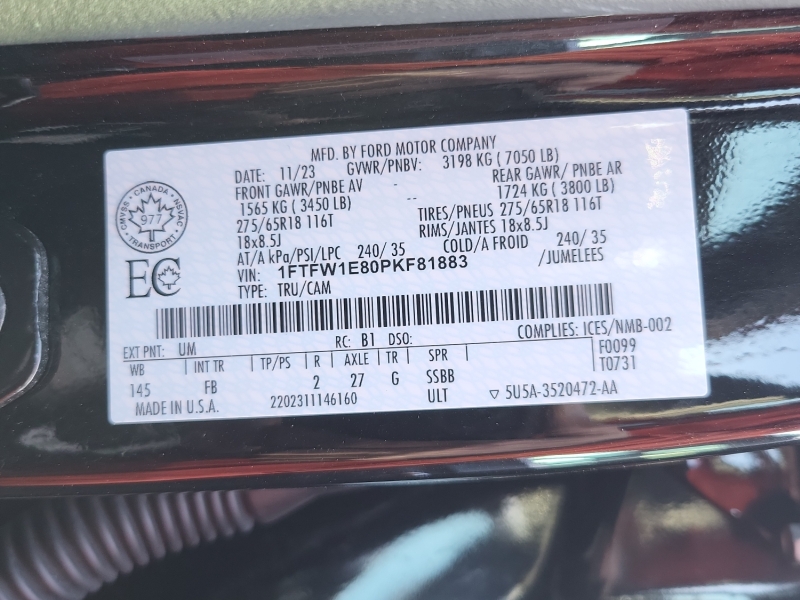 MFD. BY FORD MOTOR COMPANY
DATE: 11/23 GVWR/PNBV: 3198 KG ( 7050 LB)
FRONT GAWR/PNBE AV - REAR GAWR/ PNBE AR
1565 KG ( 3450 LB) -- 1724 KG ( 3800 LB)
275/65R18 116T TIRES/PNEUS 275/65R18 116T
18x8.5J RIMS/JANTES 18x8.5J
AT/A kPa/PSI/LPC 240/ 35 COLD/A FROID 240/ 35
VIN: 1FTFW1E80PKF81883 /JUMELEES
TYPE: TRU/CAM
CANADA
CMVSS NSVAC
977
TRANSPORT
EC
COMPLIES: ICES/NMB-002
EXT PNT: UM RC: B1 DSO: F0099
WB INT TR TP/PS R AXLE TR SPR T0731
145 FB 2 27 G SSBB
MADE IN U.S.A. 2202311146160 ULT ▽ 5U5A-3520472-AA